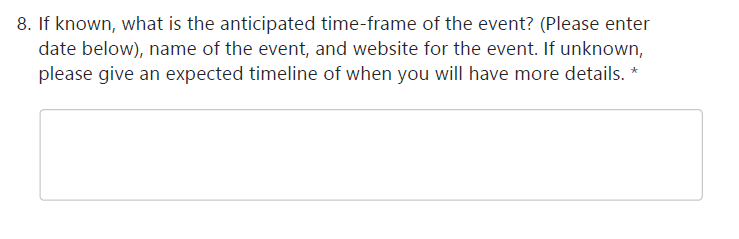 8. If known, what is the anticipated time-frame of the event? (Please enter
date below), name of the event, and website for the event. If unknown,
please give an expected timeline of when you will have more details. *